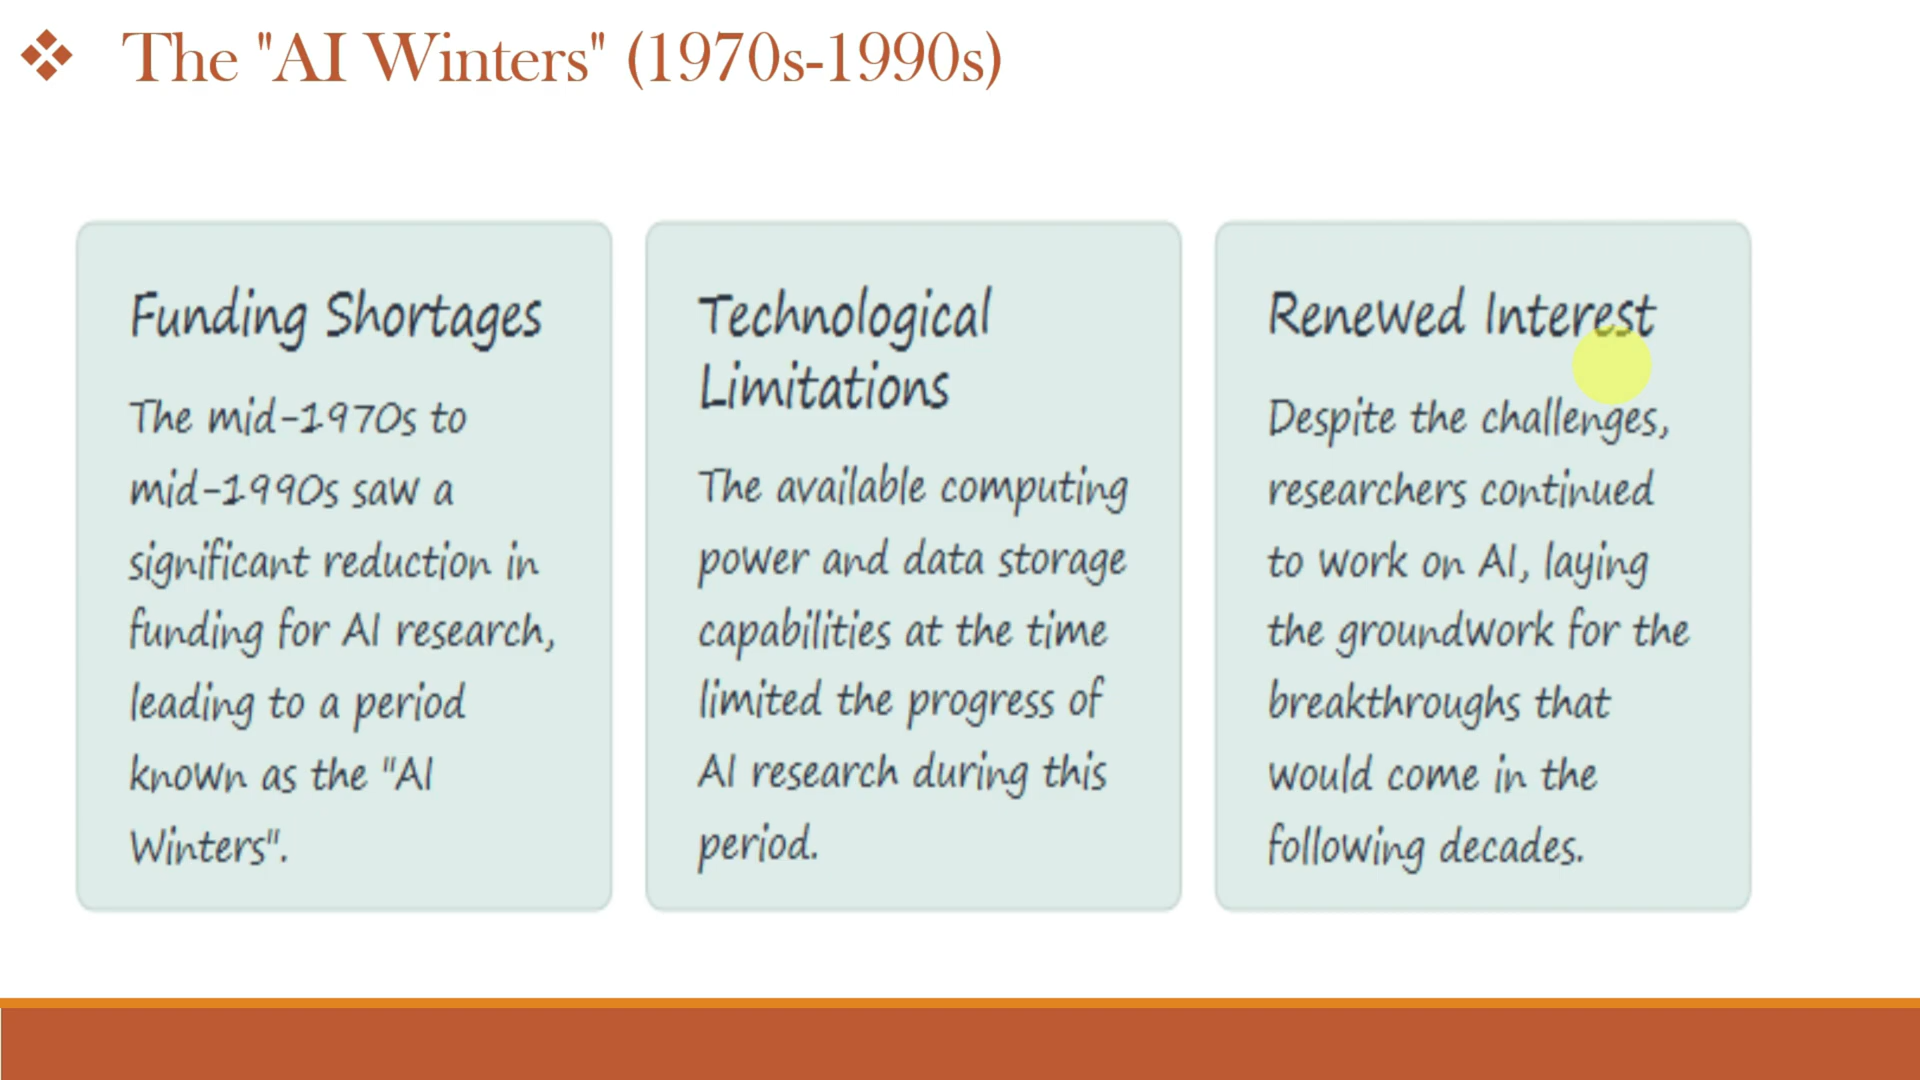 The "AI Winters" (1970s-1990s)
Funding Shortages
The mid-1970s to
mid-1990s saw a
significant reduction in
funding for AI research,
leading to a period
known as the "AI
Winters".
Technological
Limitations
The available computing
power and data storage
capabilities at the time
limited the progress of
AI research during this
period.
Renewed Interest
Despite the challenges,
researchers continued
to work on AI, laying
the groundwork for the
breakthroughs that
would come in the
following decades.